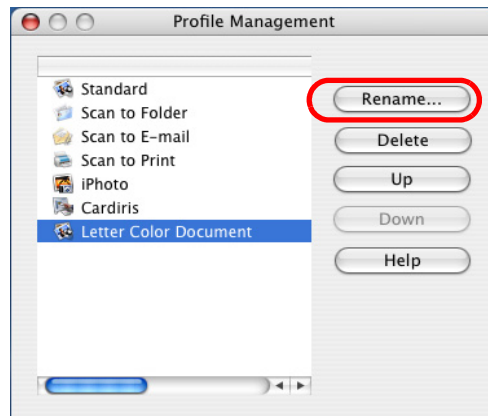 Profile Management
Standard
Scan to Folder
Scan to E-mail
Scan to Print
iPhoto
Cardiris
Letter Color Document
Rename...
Delete
Up
Down
Help